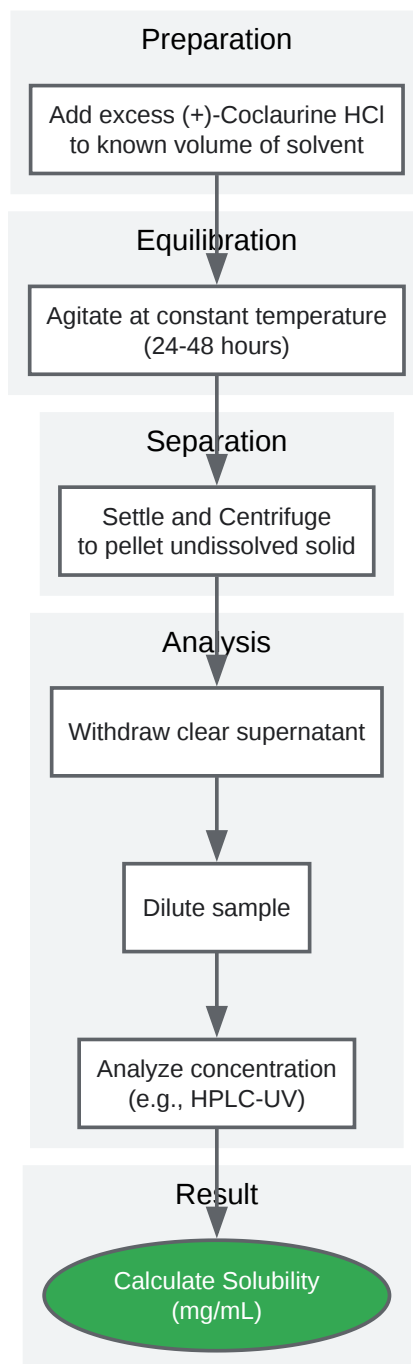 Preparation
Add excess (+)-Coclaurine HCl
to known volume of solvent
Equilibration
Agitate at constant temperature
(24-48 hours)
Separation
Settle and Centrifuge
to pellet undissolved solid
Analysis
Withdraw clear supernatant
Dilute sample
Analyze concentration
(e.g., HPLC-UV)
Result
Calculate Solubility
(mg/mL)